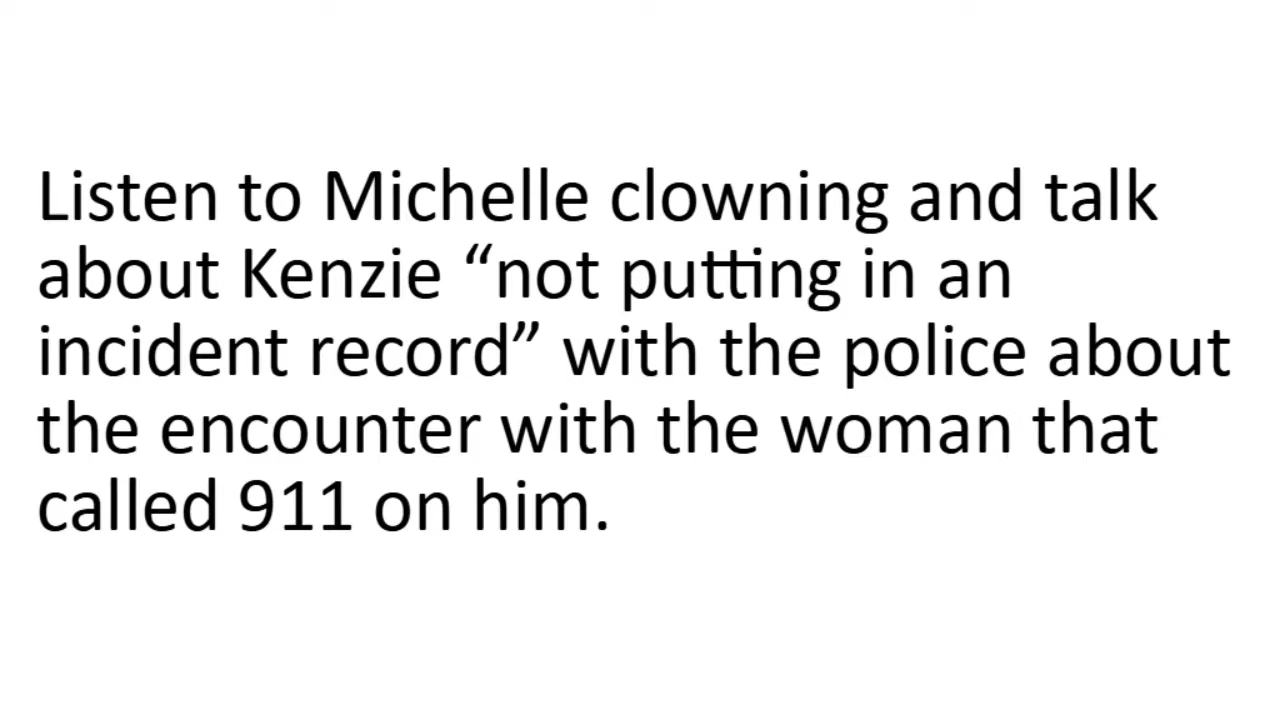 Listen to Michelle clowning and talk
about Kenzie “not putting in an
incident record” with the police about
the encounter with the woman that
called 911 on him.